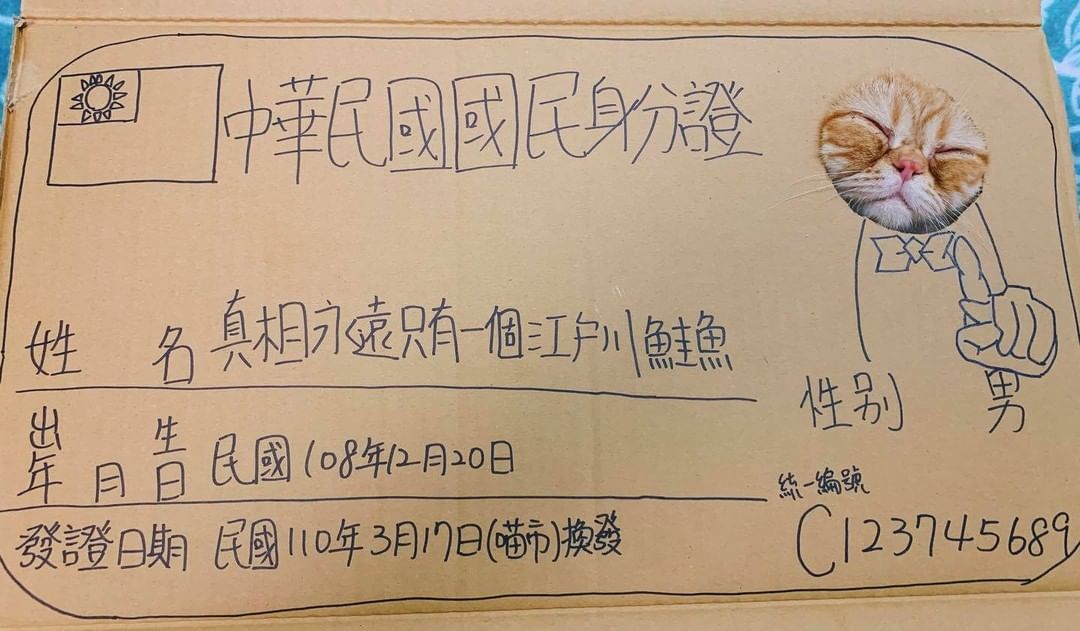 中華民國國民身分證
姓名 真相永遠只有一個江戶川鮭魚
性別 男
出生年月日 民國108年12月20日
統一編號
發證日期 民國110年3月17日(喵市)換發
C123745689